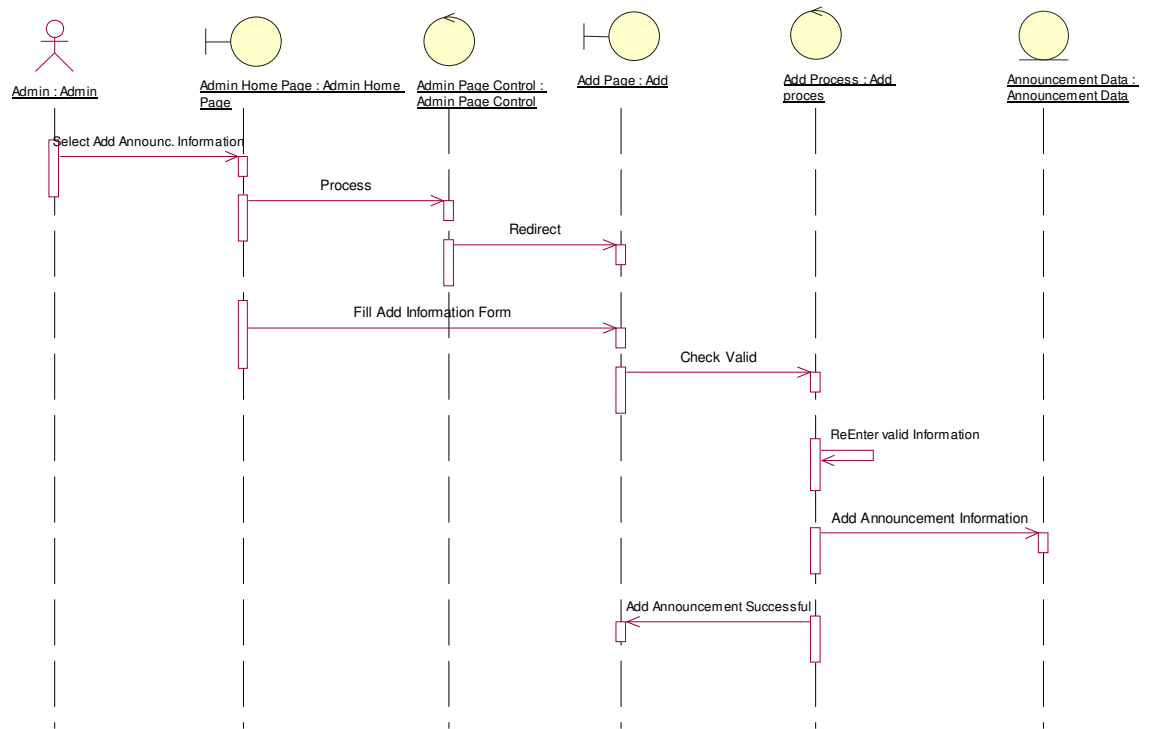 Admin : Admin
Admin Home Page : Admin Home
Page
Admin Page Control :
Admin Page Control
Add Page : Add
Add Process : Add
proces
Announcement Data :
Announcement Data
Select Add Announc. Information
Process
Redirect
Fill Add Information Form
Check Valid
ReEnter valid Information
Add Announcement Information
Add Announcement Successful